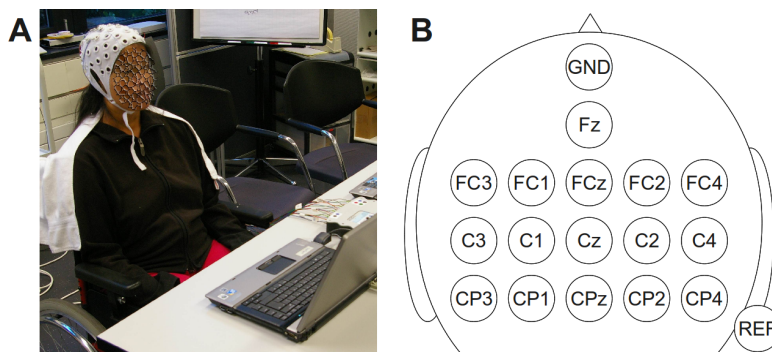 A
B
GND
Fz
FC3 FC1 FCz FC2 FC4
C3 C1 Cz C2 C4
CP3 CP1 CPz CP2 CP4
REF